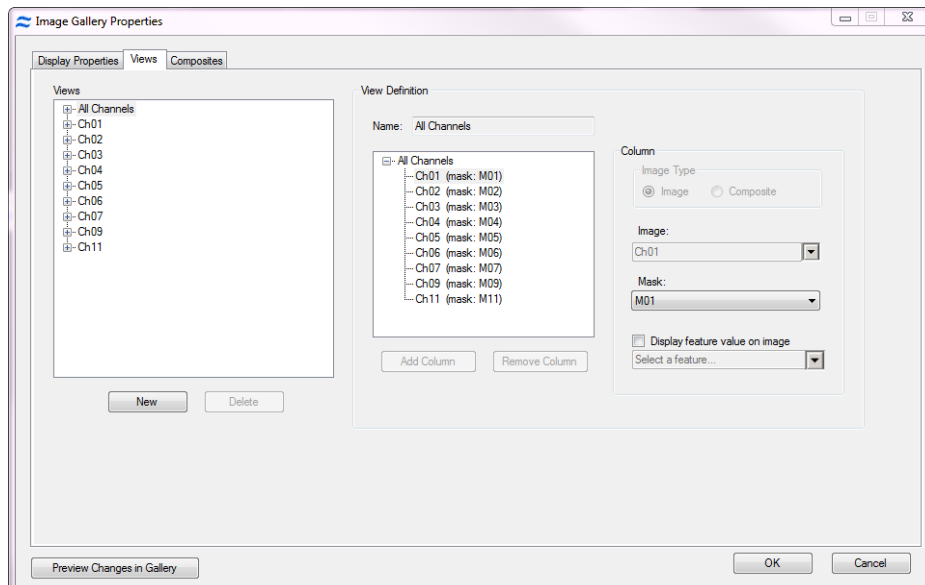 Image Gallery Properties
Display Properties Views Composites
Views
All Channels
Ch01
Ch02
Ch03
Ch04
Ch05
Ch06
Ch07
Ch09
Ch11
New Delete
View Definition
Name: All Channels
All Channels
Ch01 (mask: M01)
Ch02 (mask: M02)
Ch03 (mask: M03)
Ch04 (mask: M04)
Ch05 (mask: M05)
Ch06 (mask: M06)
Ch07 (mask: M07)
Ch09 (mask: M09)
Ch11 (mask: M11)
Add Column Remove Column
Column
Image Type
Image Composite
Image:
Ch01
Mask:
M01
Display feature value on image
Select a feature...
Preview Changes in Gallery OK Cancel